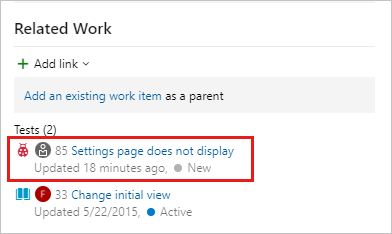 Related Work
+ Add link
Add an existing work item as a parent
Tests (2)
85 Settings page does not display
Updated 18 minutes ago, New
F 33 Change initial view
Updated 5/22/2015, Active